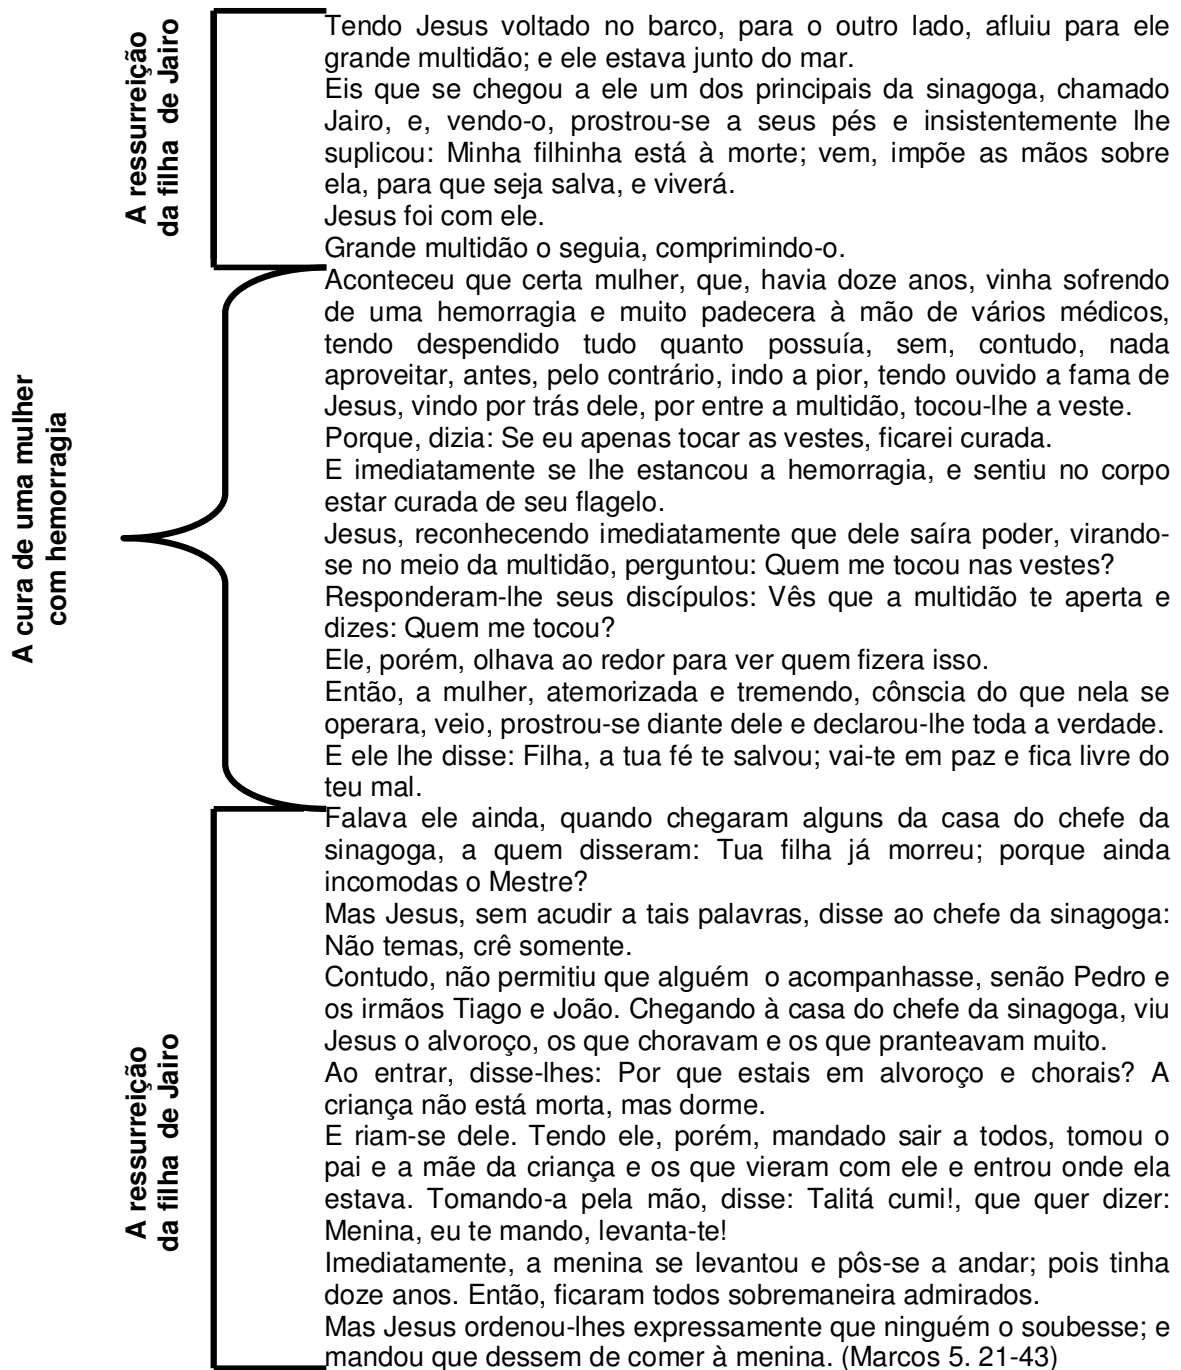 A ressurreição
da filha de Jairo
Tendo Jesus voltado no barco, para o outro lado, afluiu para ele
grande multidão; e ele estava junto do mar.
Eis que se chegou a ele um dos principais da sinagoga, chamado
Jairo, e, vendo-o, prostrou-se a seus pés e insistentemente lhe
suplicou: Minha filhinha está à morte; vem, impõe as mãos sobre
ela, para que seja salva, e viverá.
Jesus foi com ele.
Grande multidão o seguia, comprimindo-o.
A cura de uma mulher
com hemorragia
Aconteceu que certa mulher, que, havia doze anos, vinha sofrendo
de uma hemorragia e muito padecera à mão de vários médicos,
tendo despendido tudo quanto possuía, sem, contudo, nada
aproveitar, antes, pelo contrário, indo a pior, tendo ouvido a fama de
Jesus, vindo por trás dele, por entre a multidão, tocou-lhe a veste.
Porque, dizia: Se eu apenas tocar as vestes, ficarei curada.
E imediatamente se lhe estancou a hemorragia, e sentiu no corpo
estar curada de seu flagelo.
Jesus, reconhecendo imediatamente que dele saíra poder, virando-
se no meio da multidão, perguntou: Quem me tocou nas vestes?
Responderam-lhe seus discípulos: Vês que a multidão te aperta e
dizes: Quem me tocou?
Ele, porém, olhava ao redor para ver quem fizera isso.
Então, a mulher, atemorizada e tremendo, cônscia do que nela se
operara, veio, prostrou-se diante dele e declarou-lhe toda a verdade.
E ele lhe disse: Filha, a tua fé te salvou; vai-te em paz e fica livre do
teu mal.
A ressurreição
da filha de Jairo
Falava ele ainda, quando chegaram alguns da casa do chefe da
sinagoga, a quem disseram: Tua filha já morreu; porque ainda
incomodas o Mestre?
Mas Jesus, sem acudir a tais palavras, disse ao chefe da sinagoga:
Não temas, crê somente.
Contudo, não permitiu que alguém o acompanhasse, senão Pedro e
os irmãos Tiago e João. Chegando à casa do chefe da sinagoga, viu
Jesus o alvoroço, os que choravam e os que pranteavam muito.
Ao entrar, disse-lhes: Por que estais em alvoroço e chorais? A
criança não está morta, mas dorme.
E riam-se dele. Tendo ele, porém, mandado sair a todos, tomou o
pai e a mãe da criança e os que vieram com ele e entrou onde ela
estava. Tomando-a pela mão, disse: Talitá cumi!, que quer dizer:
Menina, eu te mando, levanta-te!
Imediatamente, a menina se levantou e pôs-se a andar; pois tinha
doze anos. Então, ficaram todos sobremaneira admirados.
Mas Jesus ordenou-lhes expressamente que ninguém o soubesse; e
mandou que dessem de comer à menina. (Marcos 5. 21-43)